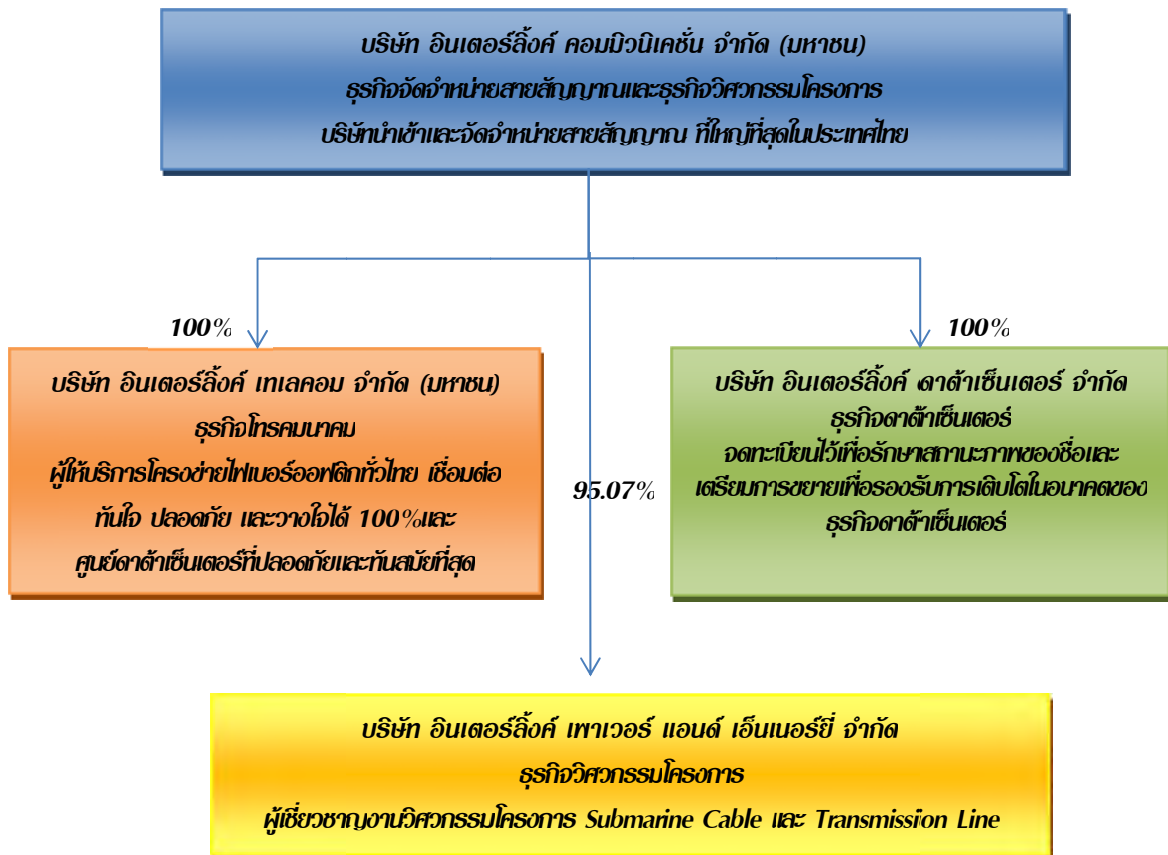 บริษัท อินเตอร์ลิ้งค์ คอมมิวนิเคชั่น จำกัด (มหาชน)
ธุรกิจจัดจำหน่ายสายสัญญาณและธุรกิจวิศวกรรมโครงการ
บริษัทนำเข้าและจัดจำหน่ายสายสัญญาณ ที่ใหญ่ที่สุดในประเทศไทย
100%
100%
บริษัท อินเตอร์ลิ้งค์ เทเลคอม จำกัด (มหาชน)
ธุรกิจโทรคมนาคม
ผู้ให้บริการโครงข่ายไฟเบอร์ออฟติกทั่วไทย เชื่อมต่อ
ทันใจ ปลอดภัย และวางใจได้ 100%และ
ศูนย์ดาต้าเซ็นเตอร์ที่ปลอดภัยและทันสมัยที่สุด
95.07%
บริษัท อินเตอร์ลิ้งค์ ดาต้าเซ็นเตอร์ จำกัด
ธุรกิจดาต้าเซ็นเตอร์
จดทะเบียนไว้เพื่อรักษาสถานะภาพของชื่อและ
เตรียมการขยายเพื่อรองรับการเติบโตในอนาคตของ
ธุรกิจดาต้าเซ็นเตอร์
บริษัท อินเตอร์ลิ้งค์ เพาเวอร์ แอนด์ เอ็นเนอร์ยี่ จำกัด
ธุรกิจวิศวกรรมโครงการ
ผู้เชี่ยวชาญงานวิศวกรรมโครงการ Submarine Cable และ Transmission Line